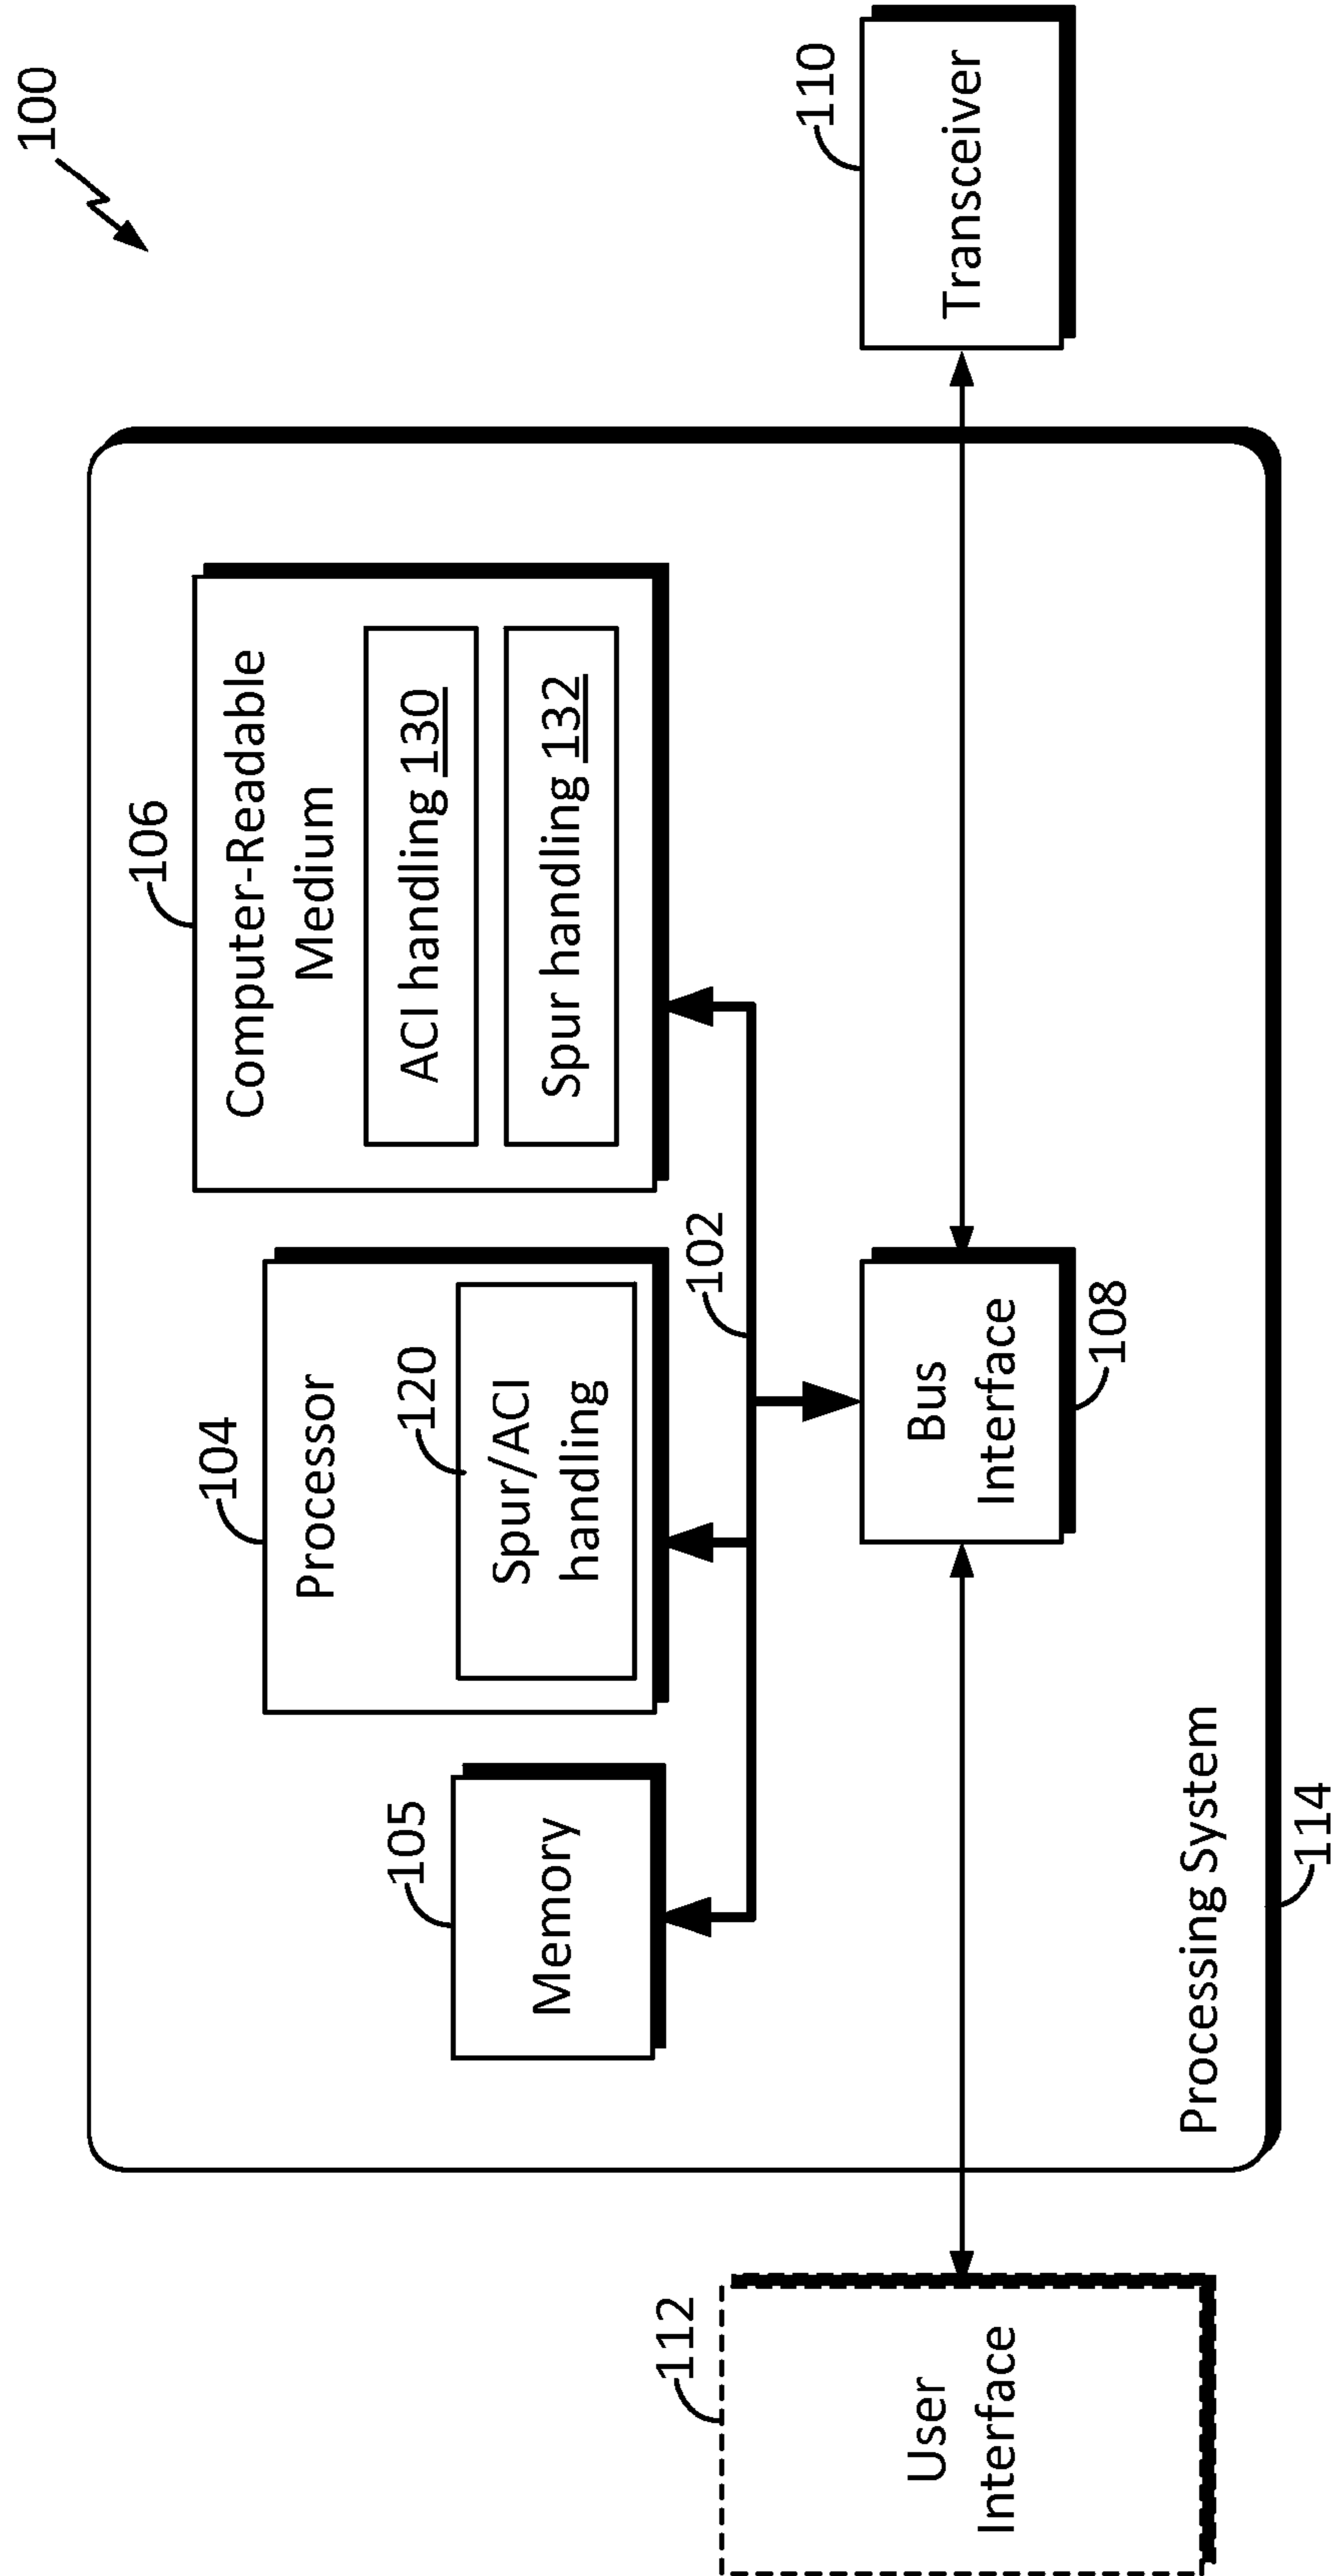 100
106
Computer-Readable
Medium
ACI handling 130
Spur handling 132
104
Processor
120
Spur/ACI
handling
105
Memory
102
110
Transceiver
112
User
Interface
Bus
Interface
108
Processing System
114